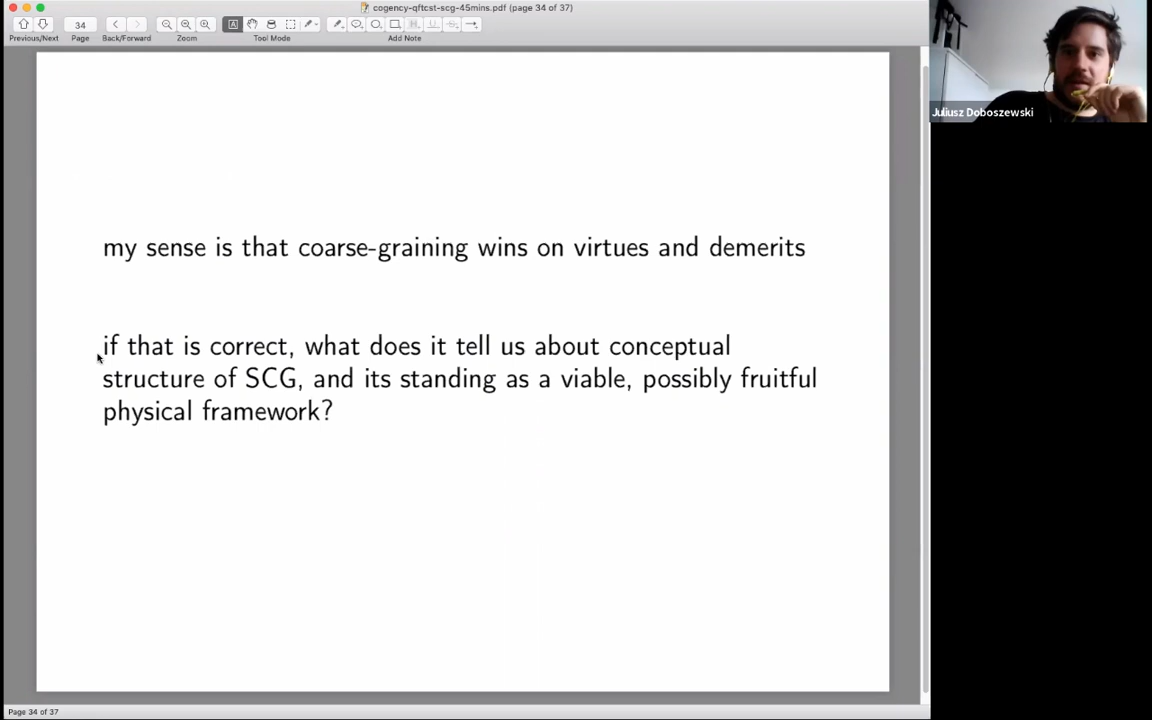 cogency-qftcst-scg-45mins.pdf (page 34 of 37)
34
Previous/Next Page Back/Forward Zoom Tool Mode Add Note
Juliusz Doboszewski
my sense is that coarse-graining wins on virtues and demerits
if that is correct, what does it tell us about conceptual
structure of SCG, and its standing as a viable, possibly fruitful
physical framework?
Page 34 of 37